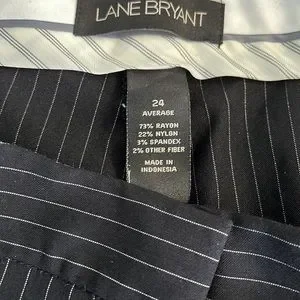 LANE BRYANT
24
AVERAGE
73% RAYON
22% NYLON
3% SPANDEX
2% OTHER FIBER
MADE IN
INDONESIA